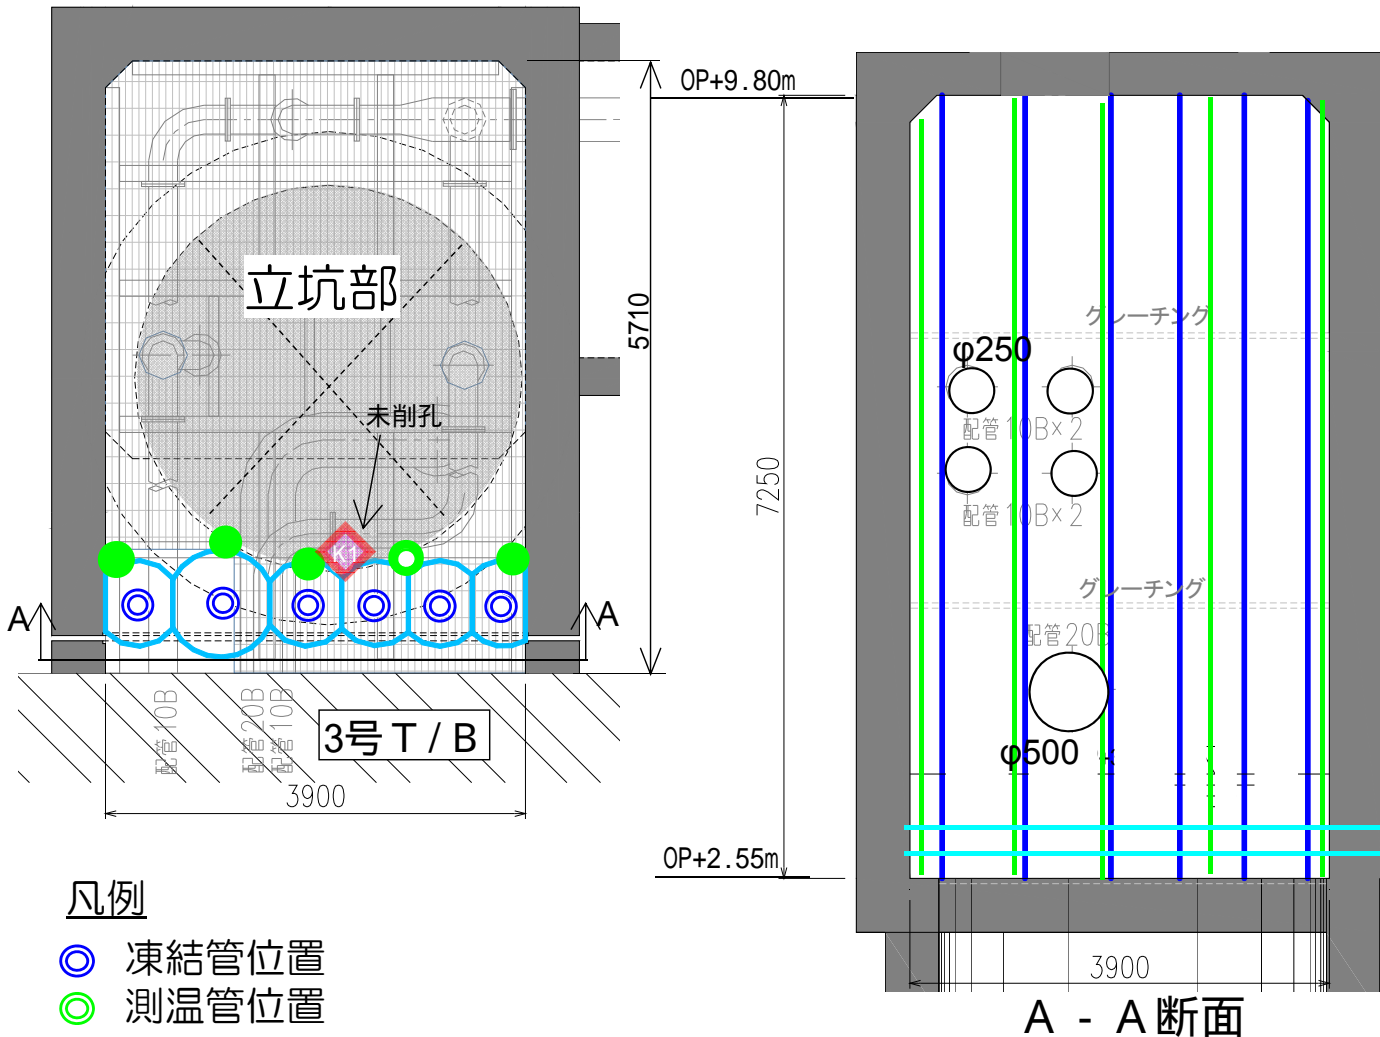 OP+9.80m
立坑部
5710
未削孔
K1
A
A
配管10B
配管20B
配管10B
3号T/B
3900
グレーチング
φ250
配管10B×2
配管10B×2
7250
グレーチング
配管20B
φ500
OP+2.55m
3900
A - A断面
凡例
凍結管位置
測温管位置